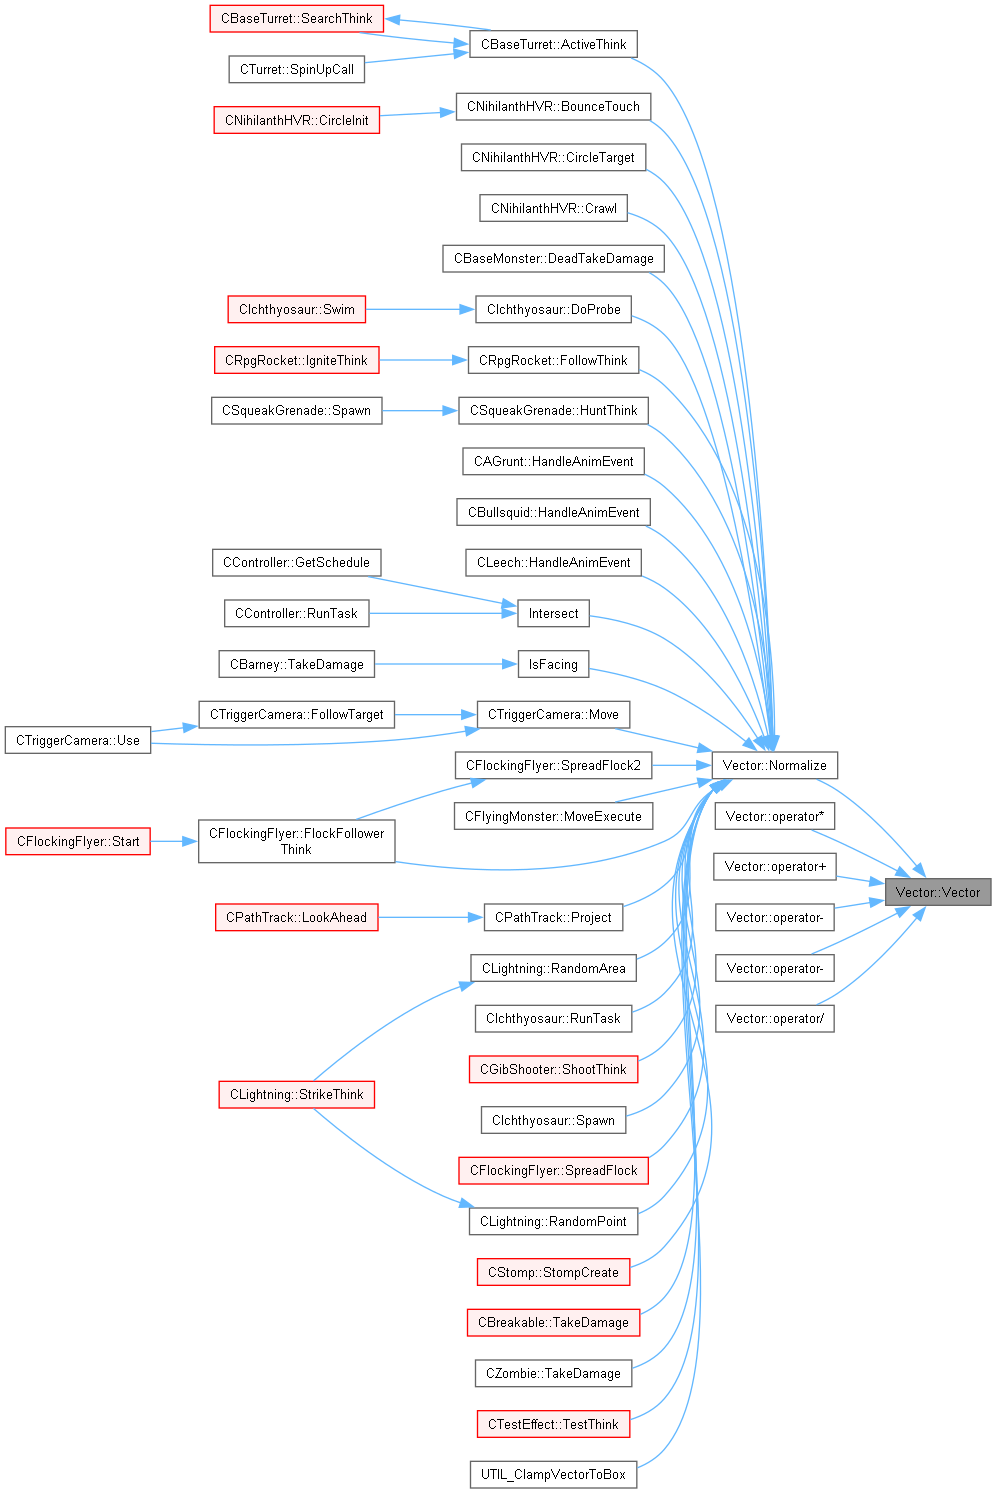 CBaseTurret::SearchThink
CBaseTurret::ActiveThink
CTurret::SpinUpCall
CNihilanthHVR::BounceTouch
CNihilanthHVR::CircleInit
CNihilanthHVR::CircleTarget
CNihilanthHVR::Crawl
CBaseMonster::DeadTakeDamage
CIchthyosaur::Swim
CIchthyosaur::DoProbe
CRpgRocket::IgniteThink
CRpgRocket::FollowThink
CSqueakGrenade::Spawn
CSqueakGrenade::HuntThink
CAGrunt::HandleAnimEvent
CBullsquid::HandleAnimEvent
CController::GetSchedule
CLeech::HandleAnimEvent
CController::RunTask
Intersect
CBarney::TakeDamage
IsFacing
CTriggerCamera::FollowTarget
CTriggerCamera::Move
CTriggerCamera::Use
CFlockingFlyer::SpreadFlock2
Vector::Normalize
CFlyingMonster::MoveExecute
Vector::operator*
CFlockingFlyer::Start
CFlockingFlyer::FlockFollower
Think
Vector::operator+
Vector::Vector
CPathTrack::LookAhead
CPathTrack::Project
Vector::operator-
CLightning::RandomArea
Vector::operator-
CIchthyosaur::RunTask
Vector::operator/
CGibShooter::ShootThink
CLightning::StrikeThink
CIchthyosaur::Spawn
CFlockingFlyer::SpreadFlock
CLightning::RandomPoint
CStomp::StompCreate
CBreakable::TakeDamage
CZombie::TakeDamage
CTestEffect::TestThink
UTIL_ClampVectorToBox